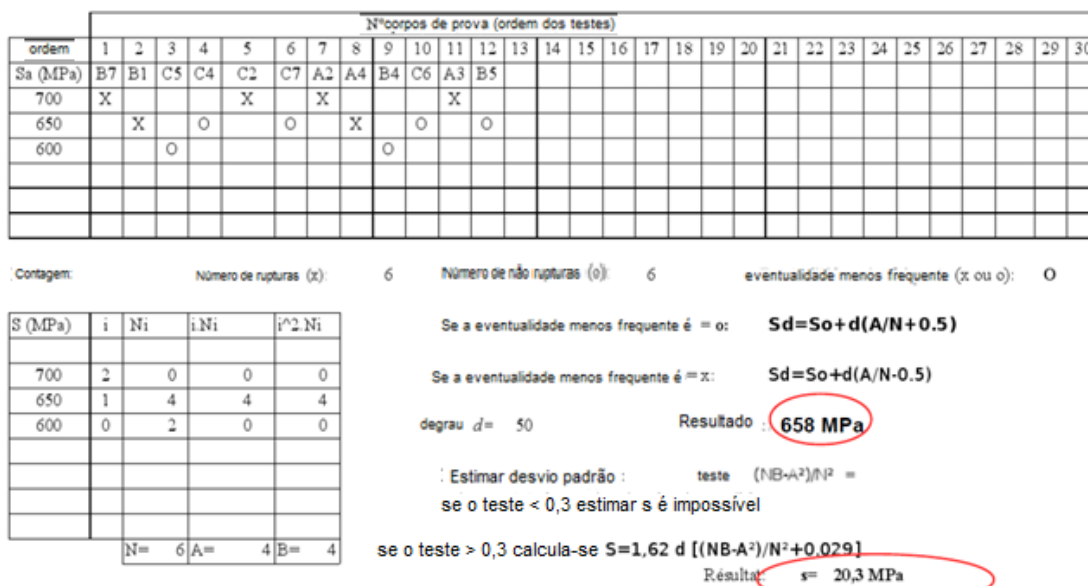 N°corpos de prova (ordem dos testes)
ordem 1 2 3 4 5 6 7 8 9 10 11 12 13 14 15 16 17 18 19 20 21 22 23 24 25 26 27 28 29 30
Sa (MPa) B7 B1 C5 C4 C2 C7 A2 A4 B4 C6 A3 B5
700 X X X X
650 X O O X O O
600 O O
Contagem: Número de rupturas (x): 6 Número de não rupturas (o): 6 eventualidade menos frequente (x ou o): O
S (MPa) i Ni i.Ni i^2.Ni
700 2 0 0 0
650 1 4 4 4
600 0 2 0 0
N= 6 A= 4 B= 4
Se a eventualidade menos frequente é = o: Sd=So+d(A/N+0.5)
Se a eventualidade menos frequente é =x: Sd=So+d(A/N-0.5)
degrau d= 50 Resultado : 658 MPa
Estimar desvio padrão : teste (NB-A²)/N² =
se o teste < 0,3 estimar s é impossível
se o teste > 0,3 calcula-se S=1,62 d [(NB-A²)/N²+0,029]
Résultat: s= 20,3 MPa